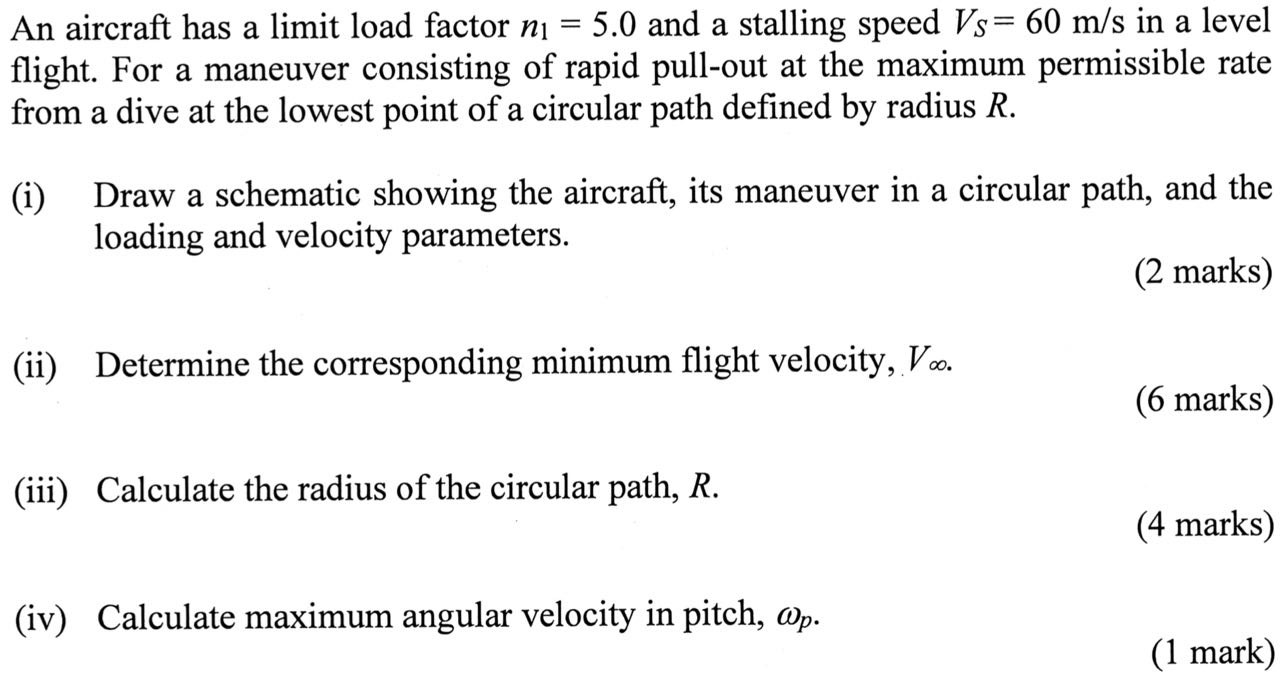 An aircraft has a limit load factor n₁ = 5.0 and a stalling speed V_S = 60 m/s in a level
flight. For a maneuver consisting of rapid pull-out at the maximum permissible rate
from a dive at the lowest point of a circular path defined by radius R.
(i) Draw a schematic showing the aircraft, its maneuver in a circular path, and the
loading and velocity parameters.
(2 marks)
(ii) Determine the corresponding minimum flight velocity, V∞.
(6 marks)
(iii) Calculate the radius of the circular path, R.
(4 marks)
(iv) Calculate maximum angular velocity in pitch, ωₚ.
(1 mark)